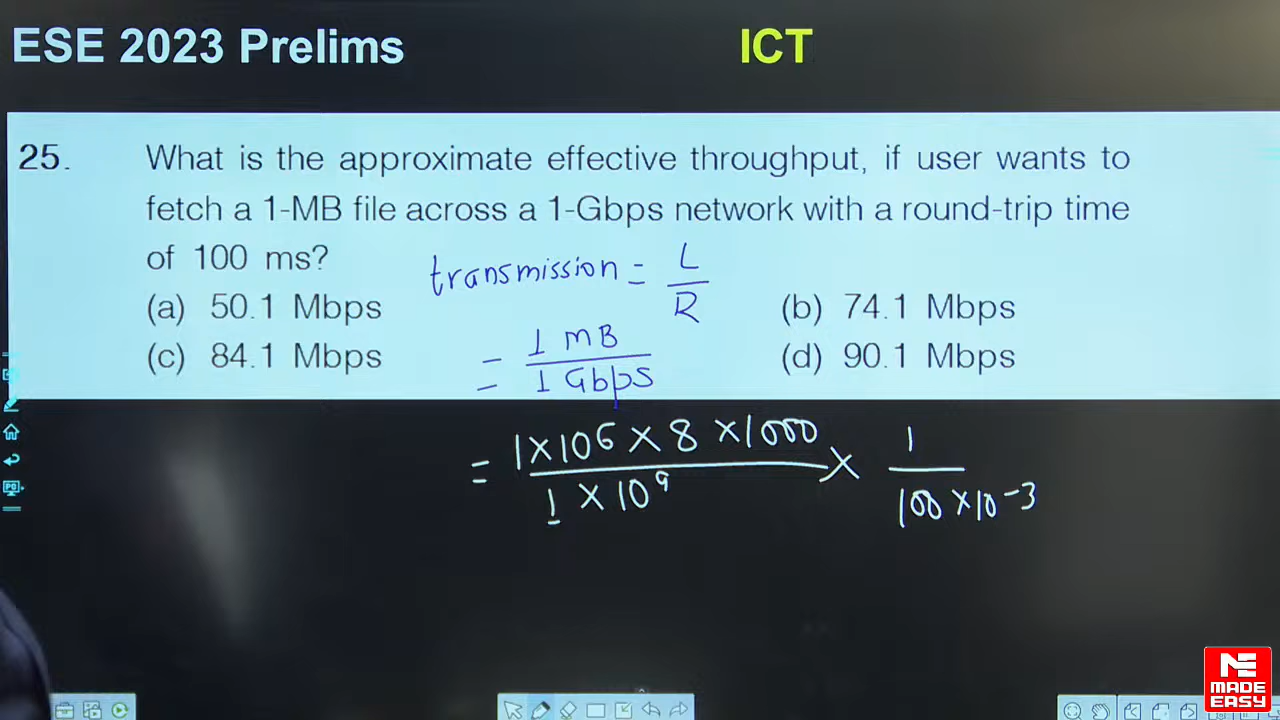 ESE 2023 Prelims ICT
25. What is the approximate effective throughput, if user wants to
fetch a 1-MB file across a 1-Gbps network with a round-trip time
of 100 ms?
transmission = L / R
(a) 50.1 Mbps (b) 74.1 Mbps
= 1 MB / 1 Gbps
(c) 84.1 Mbps (d) 90.1 Mbps
= 1 × 106 × 8 × 1000 / 1 × 10⁹ × 1 / 100 × 10⁻³
ME
MADE
EASY